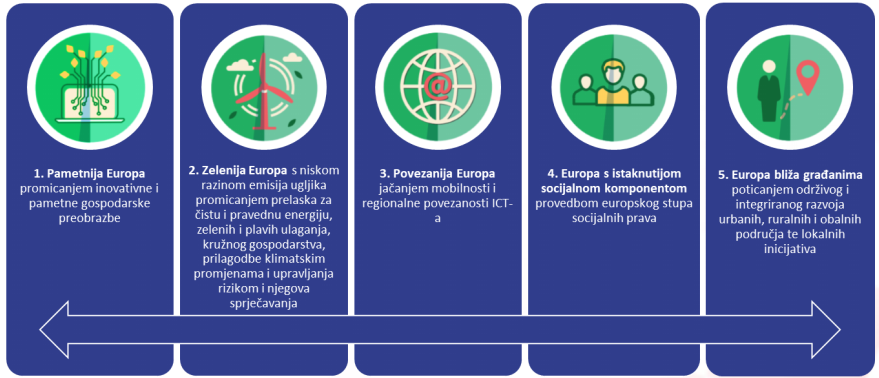 1. Pametnija Europa
promicanjem inovativne i
pametne gospodarske
preobrazbe
2. Zelenija Europa s niskom
razinom emisija ugljika
promicanjem prelaska za
čistu i pravednu energiju,
zelenih i plavih ulaganja,
kružnog gospodarstva,
prilagodbe klimatskim
promjenama i upravljanja
rizikom i njegova
sprječavanja
3. Povezanija Europa
jačanjem mobilnosti i
regionalne povezanosti ICT-
a
4. Europa s istaknutijom
socijalnom komponentom
provedbom europskog stupa
socijalnih prava
5. Europa bliža građanima
poticanjem održivog i
integriranog razvoja
urbanih, ruralnih i obalnih
područja te lokalnih
inicijativa
@